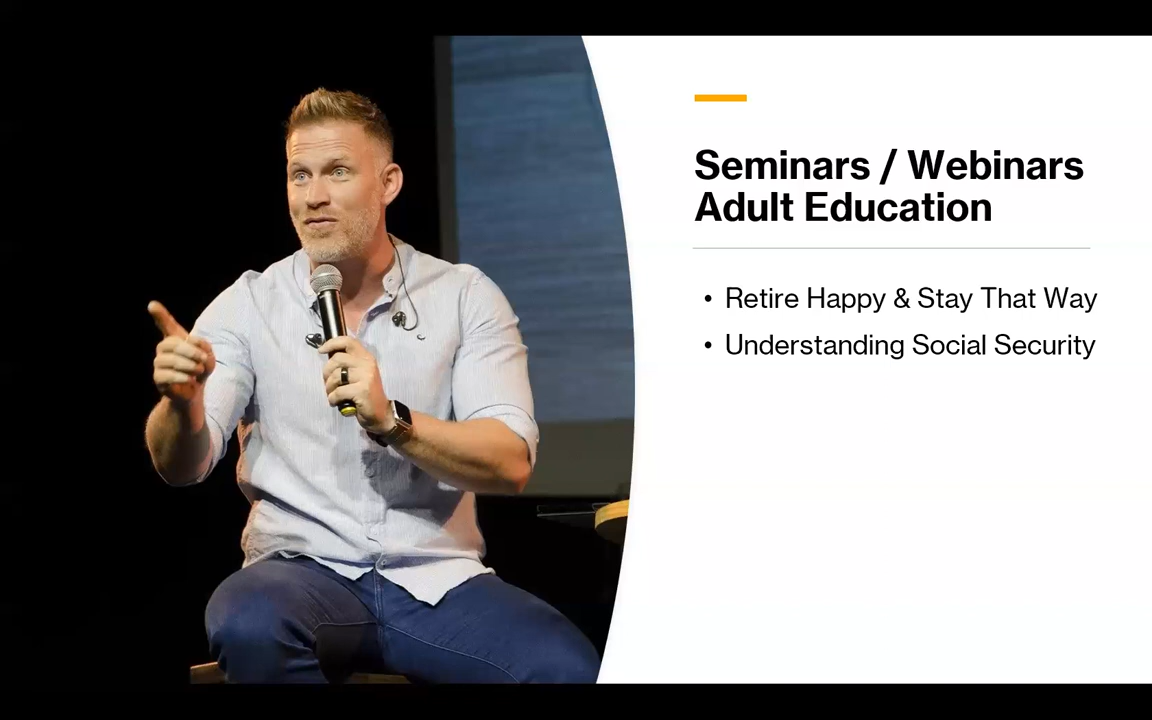 Seminars / Webinars
Adult Education
• Retire Happy & Stay That Way
• Understanding Social Security